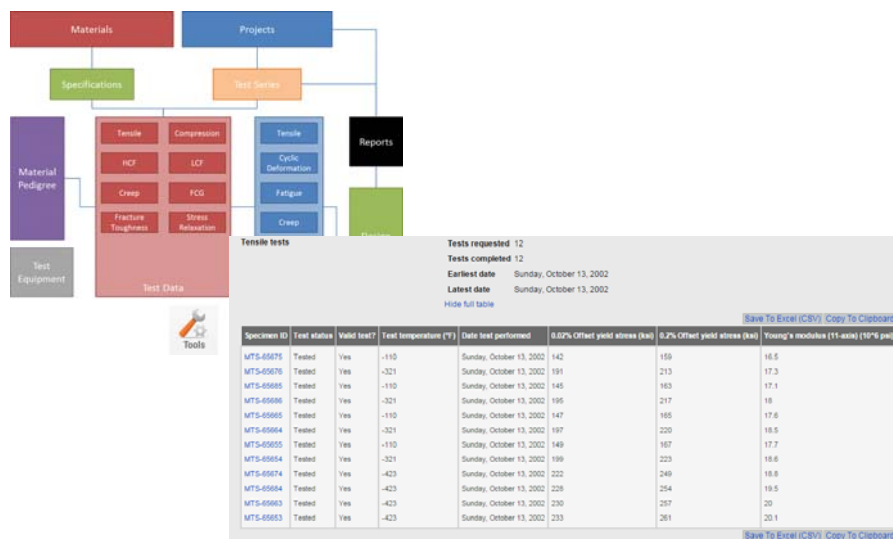 Materials
Projects
Specifications
Test Series
Material
Pedigree
Tensile
Compression
HCF
LCF
Creep
FCG
Fracture
Toughness
Stress
Relaxation
Test Data
Tensile
Cyclic
Deformation
Fatigue
Creep
Reports
Test
Equipment
Tools
Tensile tests
Tests requested 12
Tests completed 12
Earliest date Sunday, October 13, 2002
Latest date Sunday, October 13, 2002
Hide full table
Save To Excel (CSV) Copy To Clipboard
Specimen ID Test status Valid test? Test temperature (°F) Date test performed 0.02% Offset yield stress (ksi) 0.2% Offset yield stress (ksi) Young's modulus (11-axis) (10^6 psi)
MTS-65675 Tested Yes -110 Sunday, October 13, 2002 142 159 16.5
MTS-65676 Tested Yes -321 Sunday, October 13, 2002 191 213 17.3
MTS-65685 Tested Yes -110 Sunday, October 13, 2002 145 163 17.1
MTS-65686 Tested Yes -321 Sunday, October 13, 2002 195 217 18
MTS-65665 Tested Yes -110 Sunday, October 13, 2002 147 165 17.6
MTS-65664 Tested Yes -321 Sunday, October 13, 2002 197 220 18.5
MTS-65655 Tested Yes -110 Sunday, October 13, 2002 149 167 17.7
MTS-65654 Tested Yes -321 Sunday, October 13, 2002 199 223 18.6
MTS-65674 Tested Yes -423 Sunday, October 13, 2002 222 249 18.8
MTS-65684 Tested Yes -423 Sunday, October 13, 2002 228 254 19.5
MTS-65663 Tested Yes -423 Sunday, October 13, 2002 230 257 20
MTS-65653 Tested Yes -423 Sunday, October 13, 2002 233 261 20.1
Save To Excel (CSV) Copy To Clipboard